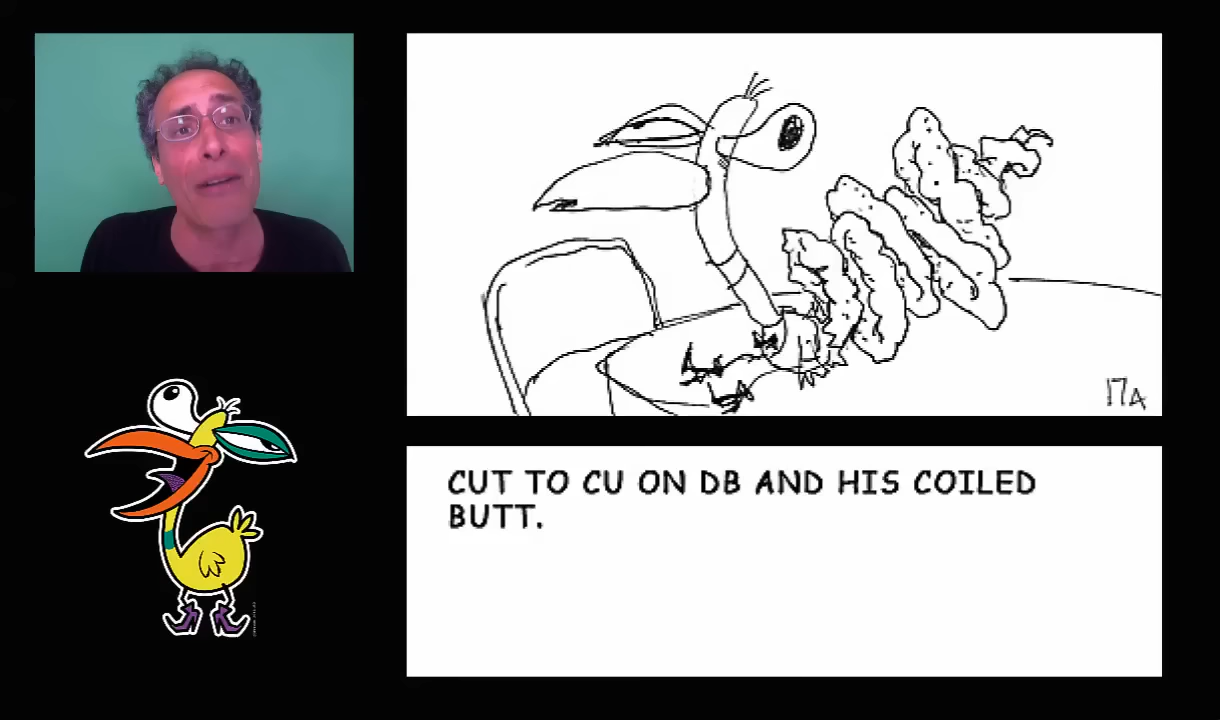 17A
CUT TO CU ON DB AND HIS COILED
BUTT.